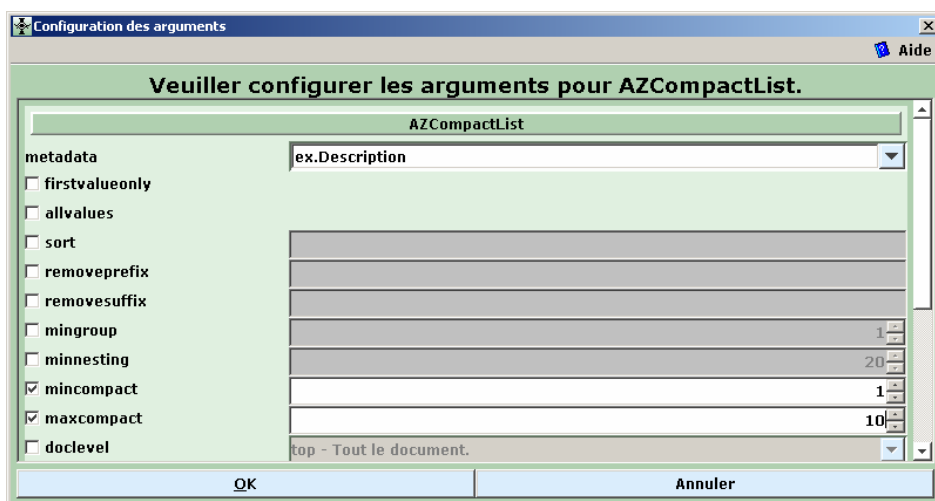 Configuration des arguments
Aide
Veuiller configurer les arguments pour AZCompactList.
AZCompactList
metadata ex.Description
firstvalueonly
allvalues
sort
removeprefix
removesuffix
mingroup 1
minnesting 20
mincompact 1
maxcompact 10
doclevel top - Tout le document.
OK Annuler